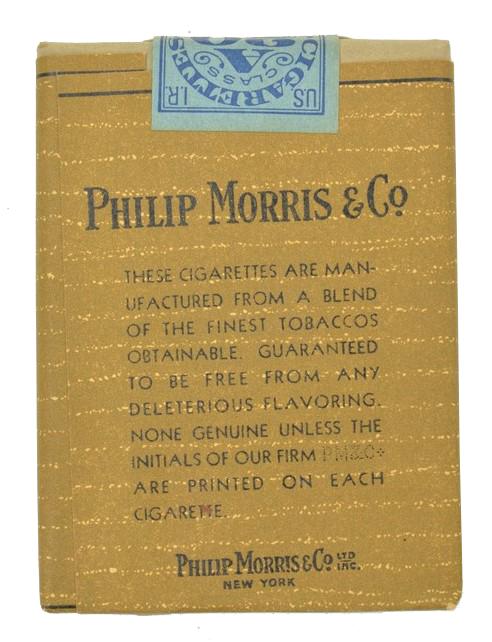 CIGARETTES
CLASS
A
U.S. I.R.
PHILIP MORRIS & Co
THESE CIGARETTES ARE MAN-
UFACTURED FROM A BLEND
OF THE FINEST TOBACCOS
OBTAINABLE. GUARANTEED
TO BE FREE FROM ANY
DELETERIOUS FLAVORING.
NONE GENUINE UNLESS THE
INITIALS OF OUR FIRM PM&Co
ARE PRINTED ON EACH
CIGARETTE.
PHILIP MORRIS & Co LTD INC.
NEW YORK